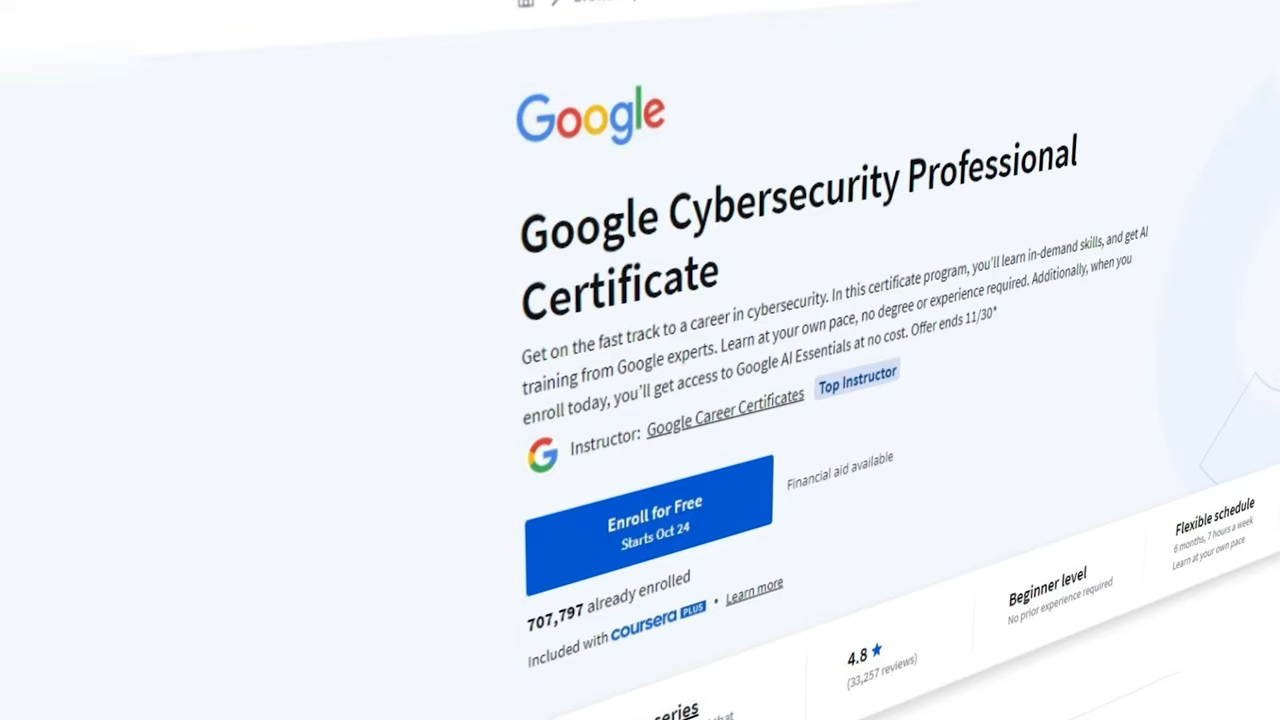 Google
Google Cybersecurity Professional
Certificate
Get on the fast track to a career in cybersecurity. In this certificate program, you'll learn in-demand skills, and get AI
training from Google experts. Learn at your own pace, no degree or experience required. Additionally, when you
enroll today, you'll get access to Google AI Essentials at no cost. Offer ends 11/30*
Instructor: Google Career Certificates Top Instructor
Enroll for Free
Starts Oct 24
Financial aid available
707,797 already enrolled
Included with coursera PLUS • Learn more
series
that
4.8 ★
(33,257 reviews)
Beginner level
No prior experience required
Flexible schedule
6 months, 7 hours a week
Learn at your own pace